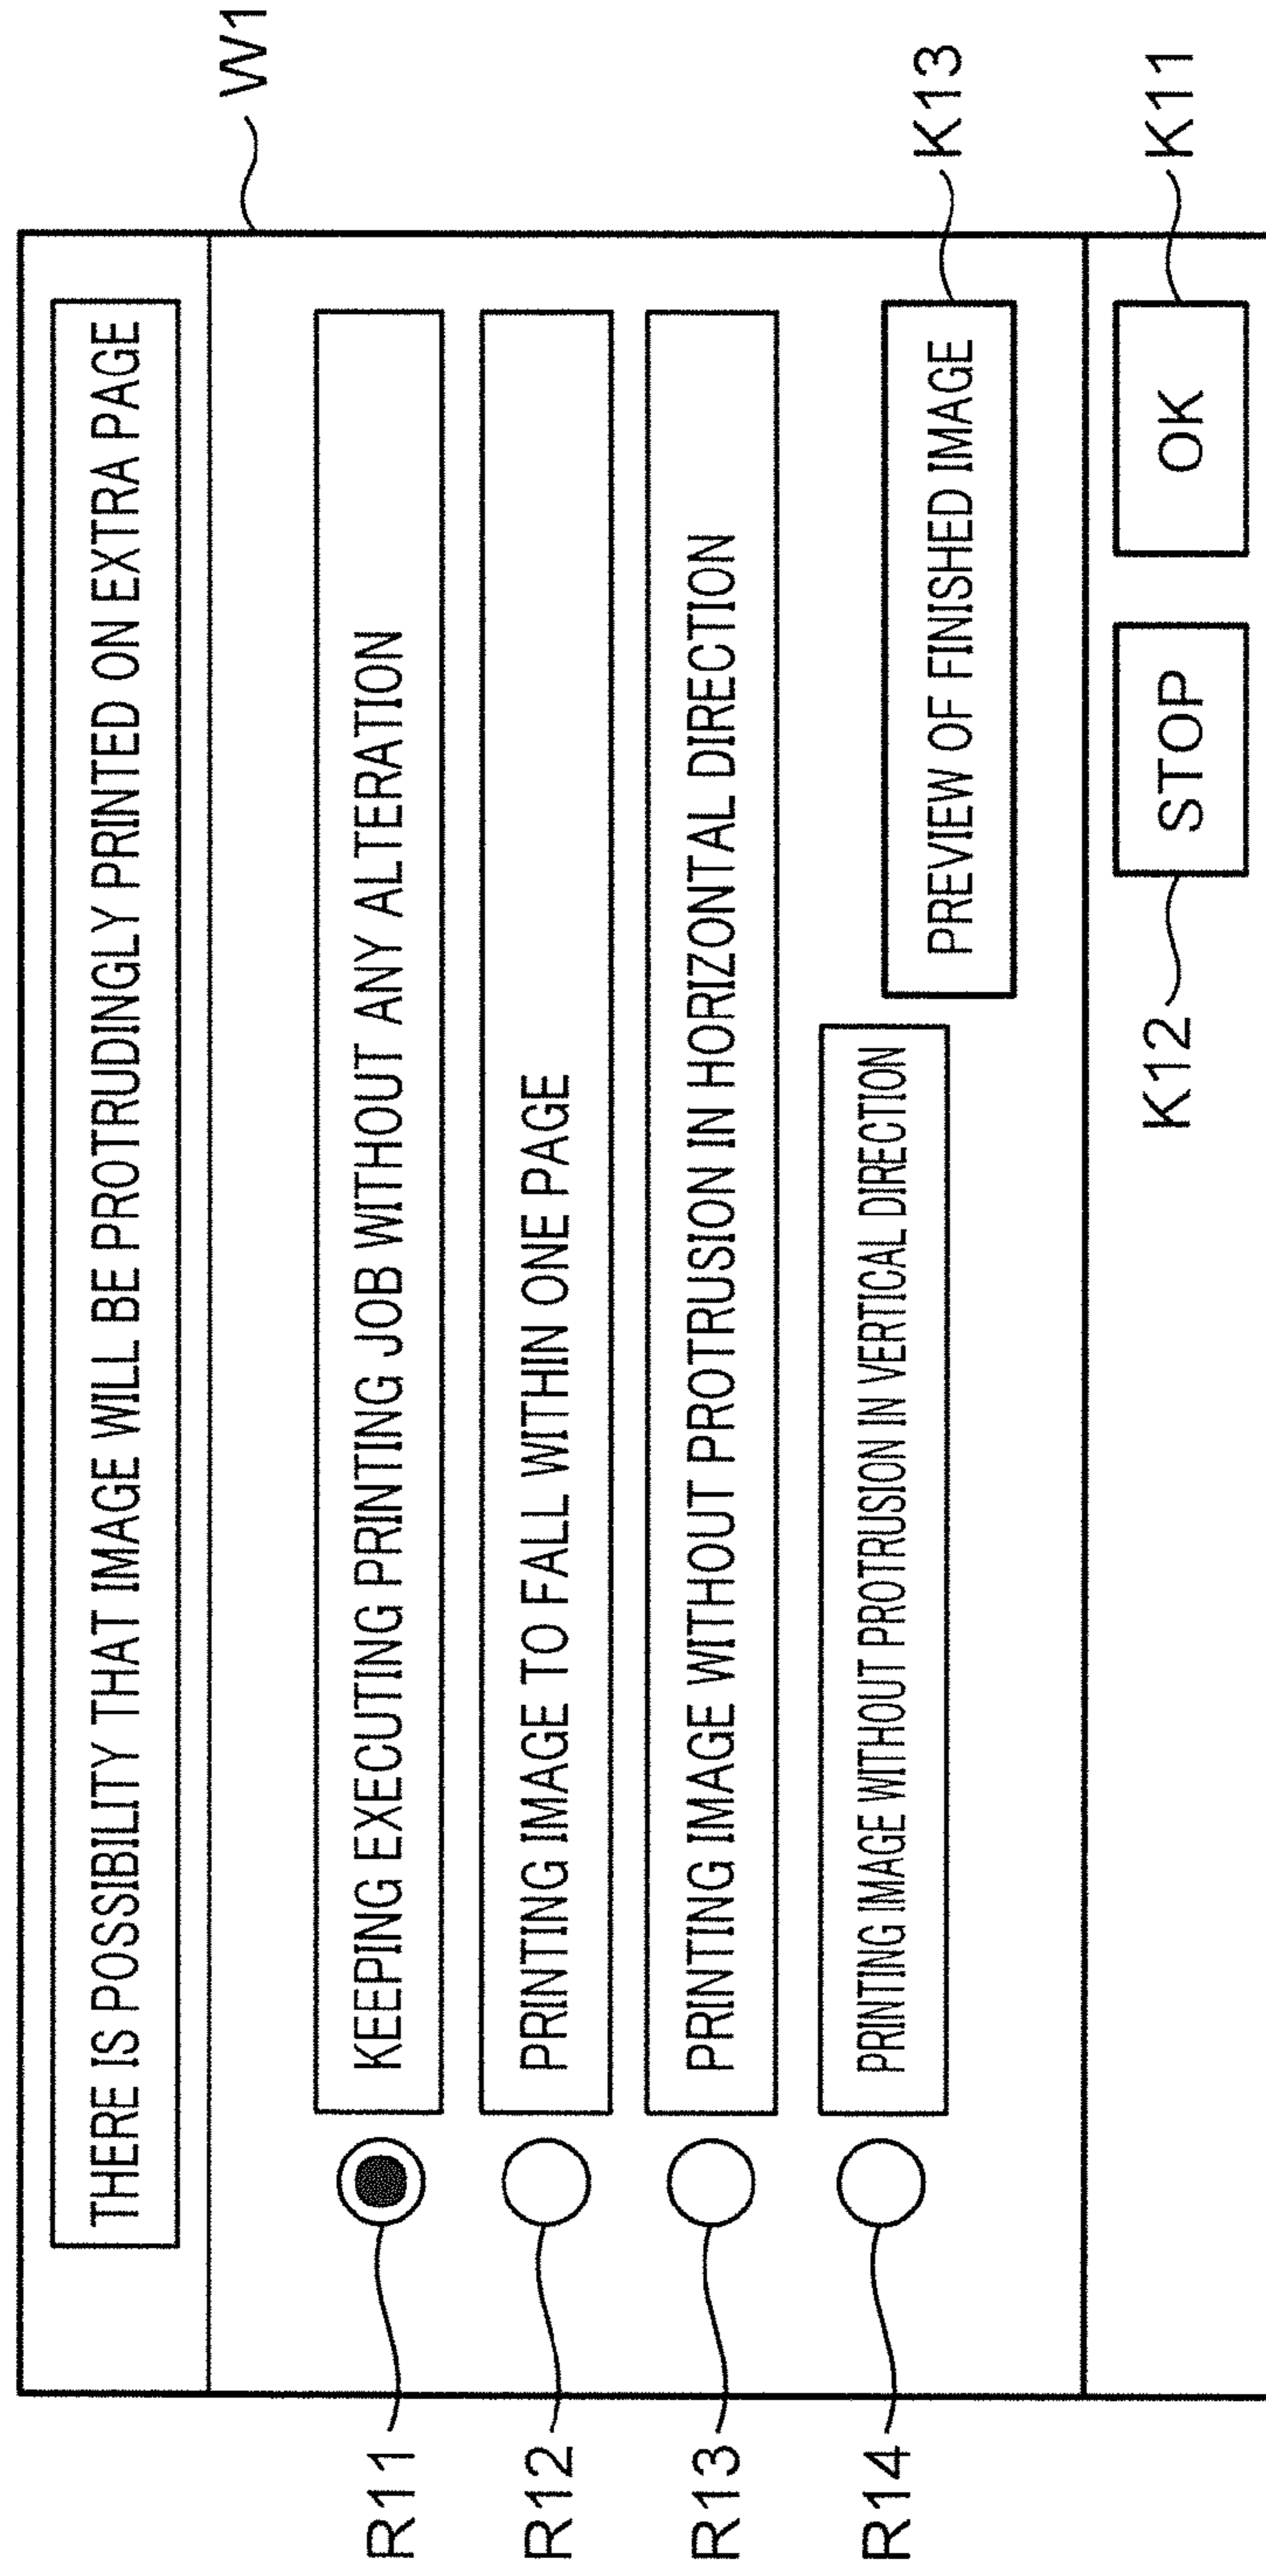 W1
THERE IS POSSIBILITY THAT IMAGE WILL BE PROTRUDINGLY PRINTED ON EXTRA PAGE
R11
KEEPING EXECUTING PRINTING JOB WITHOUT ANY ALTERATION
R12
PRINTING IMAGE TO FALL WITHIN ONE PAGE
R13
PRINTING IMAGE WITHOUT PROTRUSION IN HORIZONTAL DIRECTION
R14
PRINTING IMAGE WITHOUT PROTRUSION IN VERTICAL DIRECTION
PREVIEW OF FINISHED IMAGE
K13
K12
STOP
OK
K11